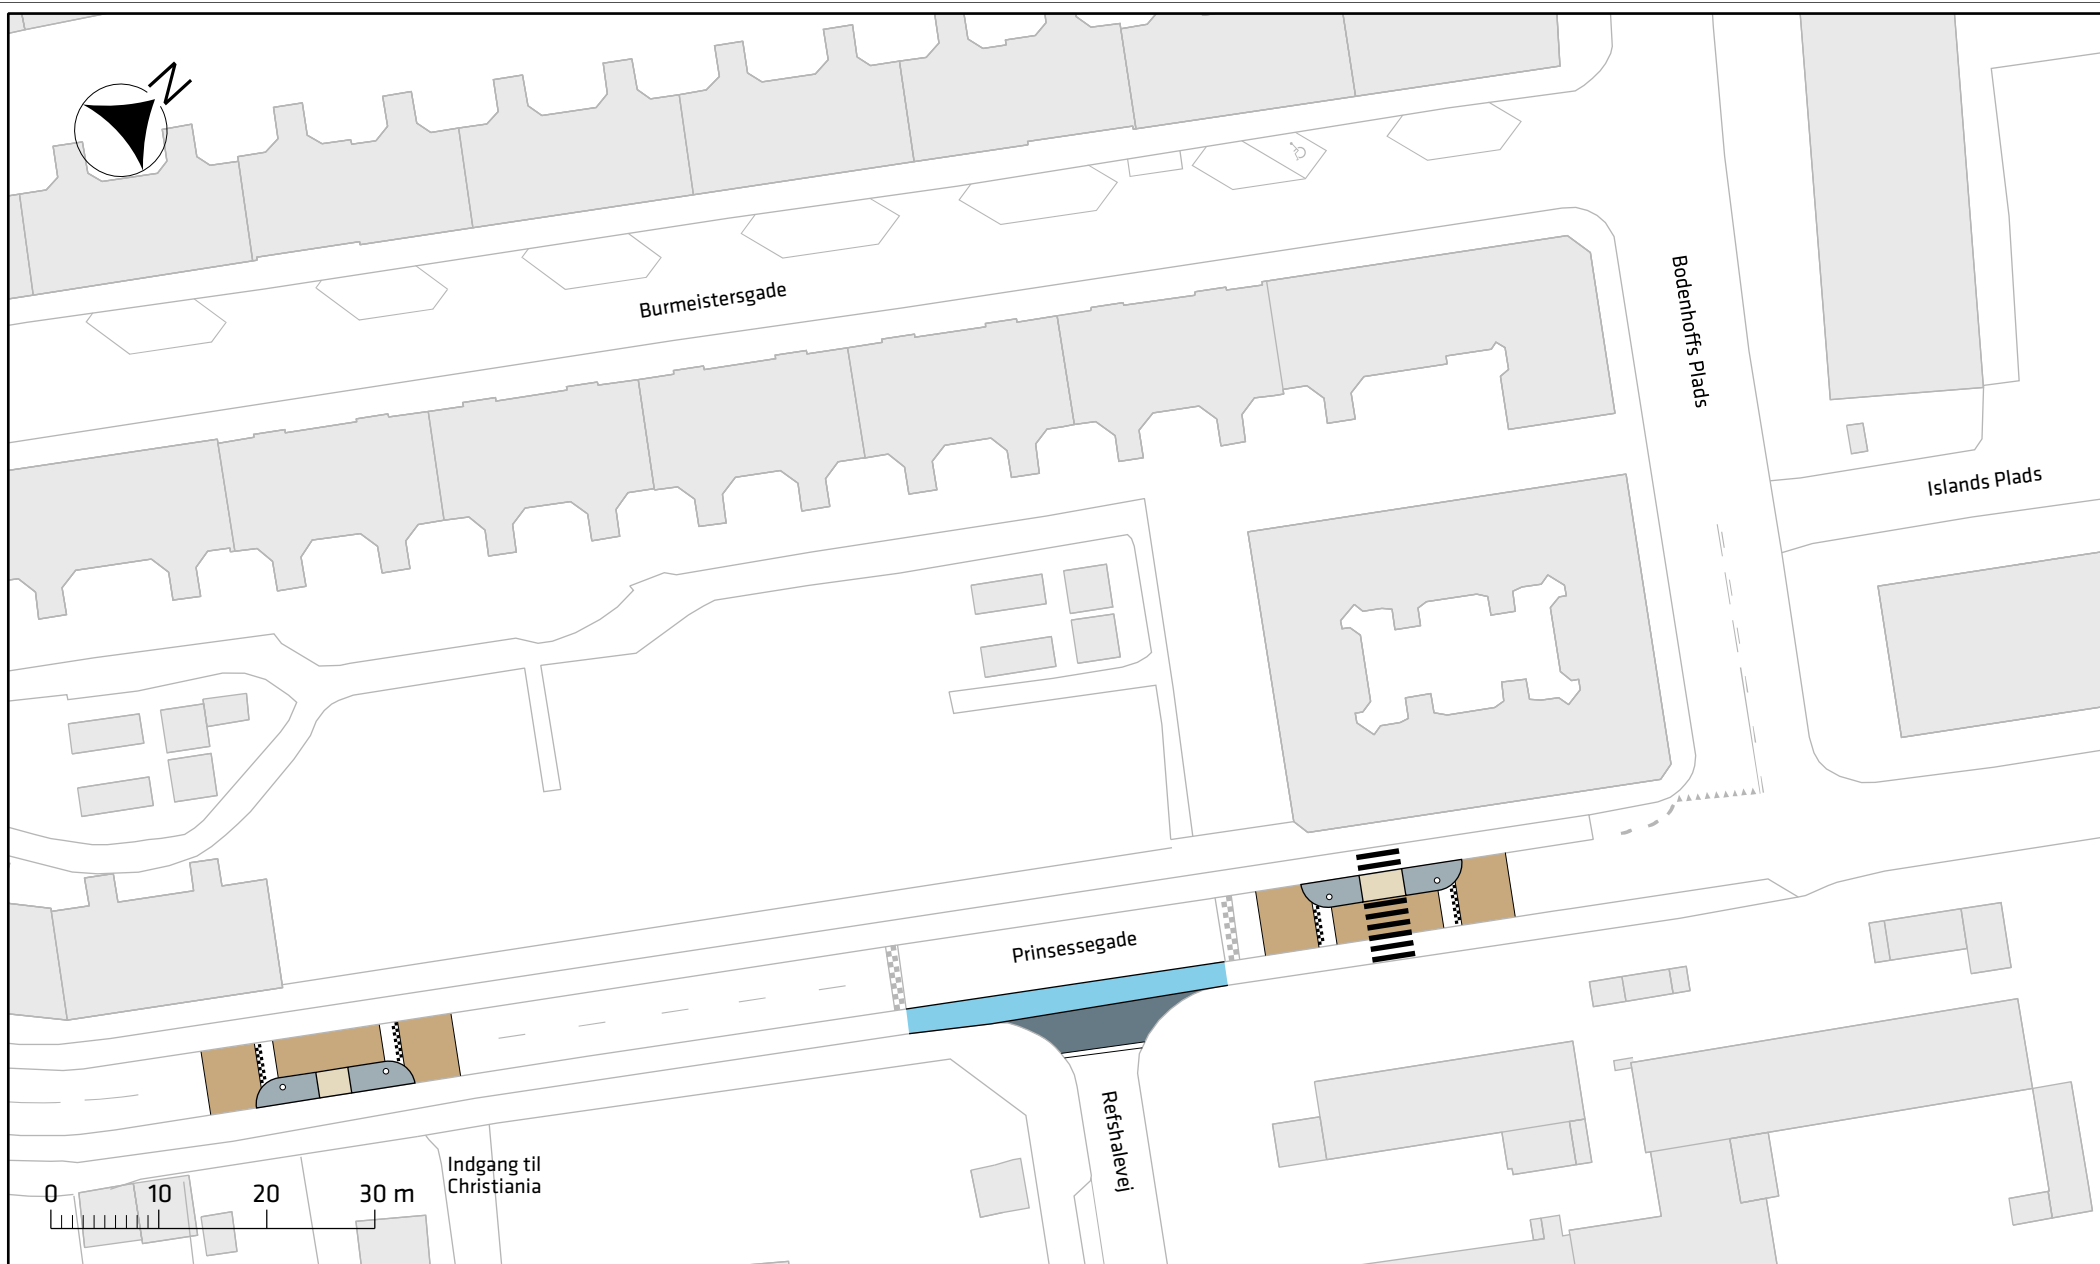 N
Burmeistersgade
Bodenhoffs Plads
Islands Plads
Prinsessegade
Refshalevej
Indgang til
Christiania
0 10 20 30 m